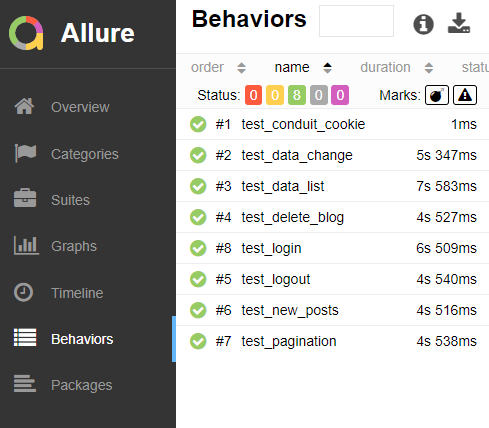 Allure
Behaviors
order name duration statu
Status: 0 0 8 0 0 Marks:
Overview
Categories
Suites
Graphs
Timeline
Behaviors
Packages
#1 test_conduit_cookie 1ms
#2 test_data_change 5s 347ms
#3 test_data_list 7s 583ms
#4 test_delete_blog 4s 527ms
#8 test_login 6s 509ms
#5 test_logout 4s 540ms
#6 test_new_posts 4s 516ms
#7 test_pagination 4s 538ms